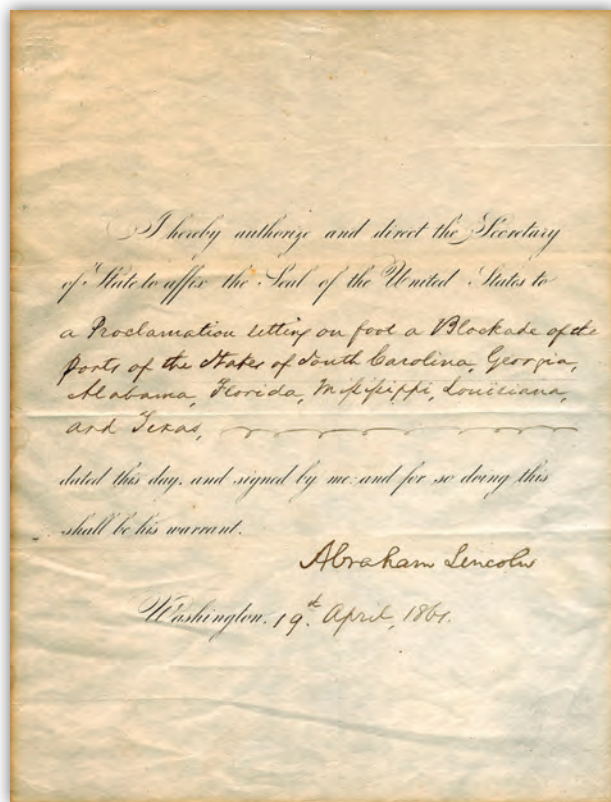 I hereby authorize and direct the Secretary
of State to affix the Seal of the United States to
a Proclamation setting on foot a Blockade of the
ports of the States of South Carolina, Georgia,
Alabama, Florida, Mississippi, Louisiana,
and Texas,
dated this day, and signed by me: and for so doing this
shall be his warrant.
Abraham Lincoln
Washington, 19th April, 1861.